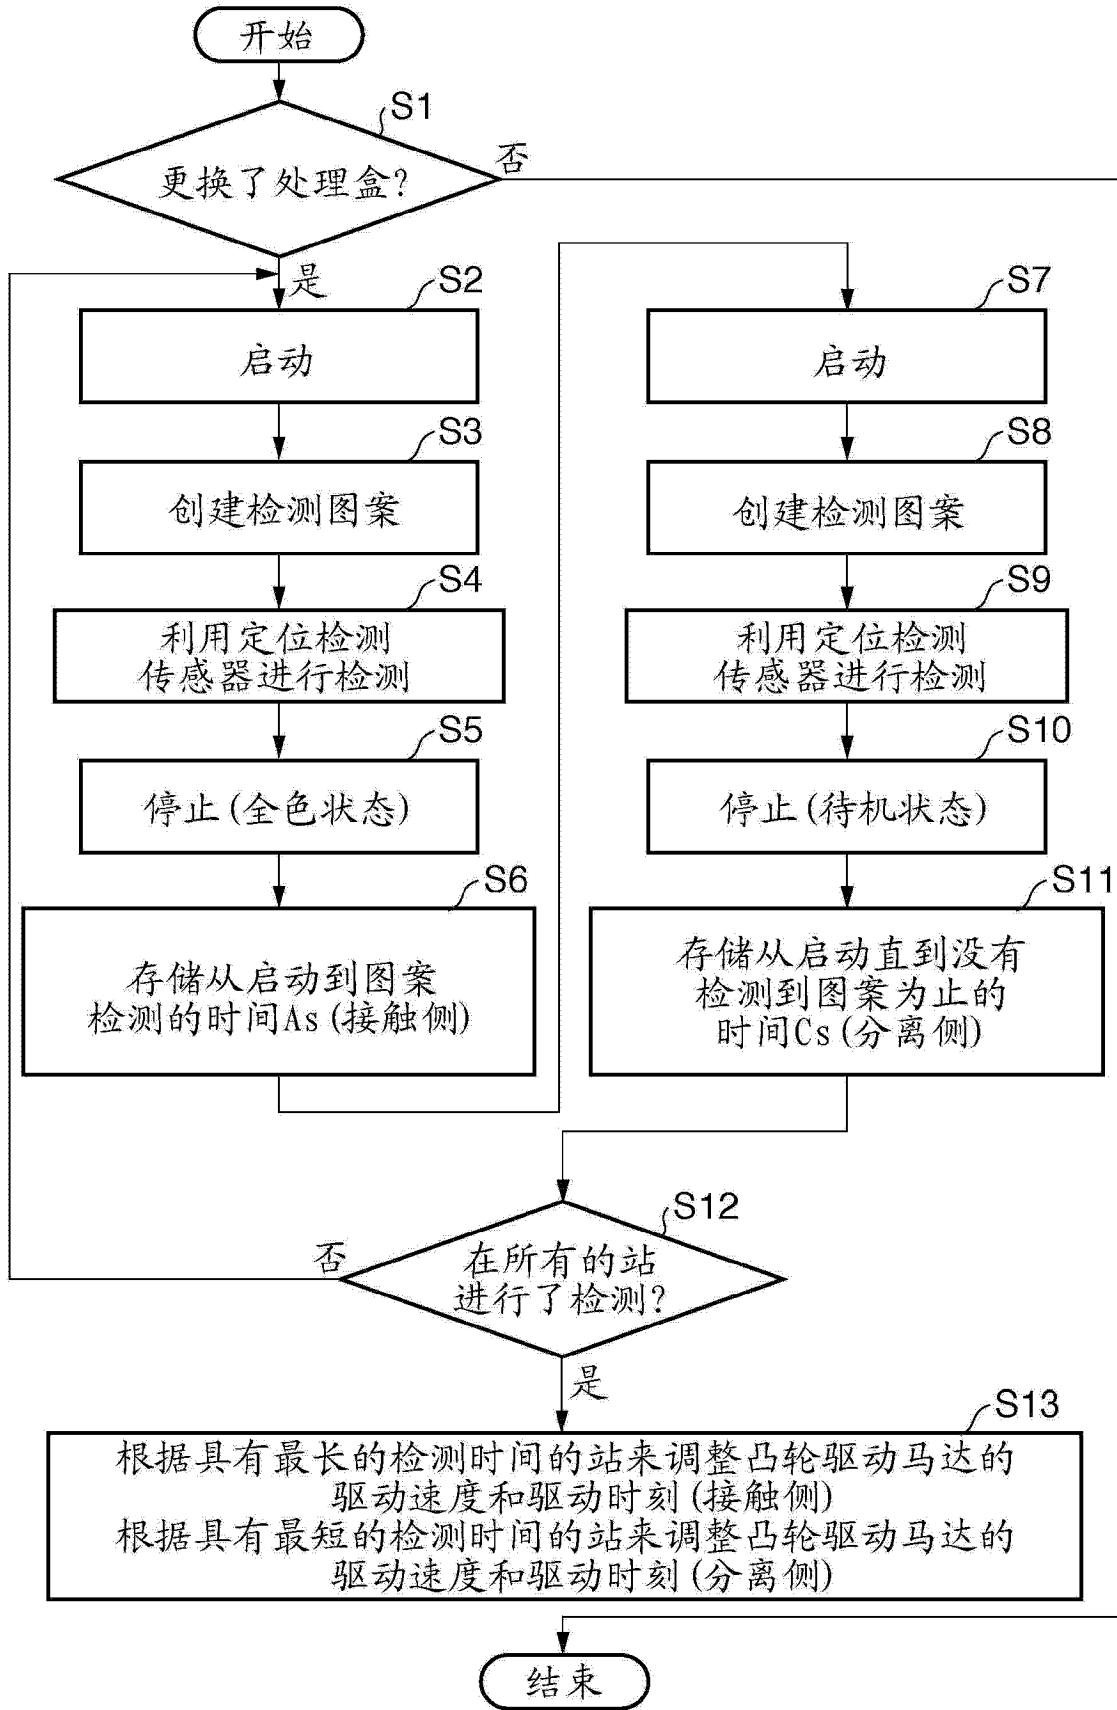 开始
S1
更换了处理盒?
否
是
S2
启动
S3
创建检测图案
S4
利用定位检测
传感器进行检测
S5
停止(全色状态)
S6
存储从启动到图案
检测的时间As(接触侧)
S7
启动
S8
创建检测图案
S9
利用定位检测
传感器进行检测
S10
停止(待机状态)
S11
存储从启动直到没有
检测到图案为止的
时间Cs(分离侧)
S12
在所有的站
进行了检测?
否
是
S13
根据具有最长的检测时间的站来调整凸轮驱动马达的
驱动速度和驱动时刻(接触侧)
根据具有最短的检测时间的站来调整凸轮驱动马达的
驱动速度和驱动时刻(分离侧)
结束